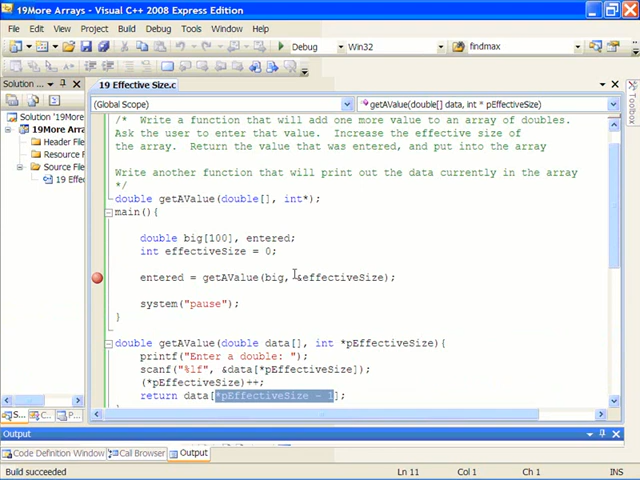 19More Arrays - Visual C++ 2008 Express Edition
File Edit View Project Build Debug Tools Window Help
Debug Win32 findmax
Solution ... 19 Effective Size.c
(Global Scope) getAValue(double[] data, int * pEffectiveSize)
Solution '19More
19More Arra
Header File
Resource F
Source File
19 Effe
/* Write a function that will add one more value to an array of doubles.
Ask the user to enter that value. Increase the effective size of
the array. Return the value that was entered, and put into the array
Write another function that will print out the data currently in the array
*/
double getAValue(double[], int*);
main(){
double big[100], entered;
int effectiveSize = 0;
entered = getAValue(big, &effectiveSize);
system("pause");
}
double getAValue(double data[], int *pEffectiveSize){
printf("Enter a double: ");
scanf("%lf", &data[*pEffectiveSize]);
(*pEffectiveSize)++;
return data[*pEffectiveSize - 1];
Toolbox
S... C... P...
Output
Code Definition Window Call Browser Output
Build succeeded Ln 11 Col 1 Ch 1 INS